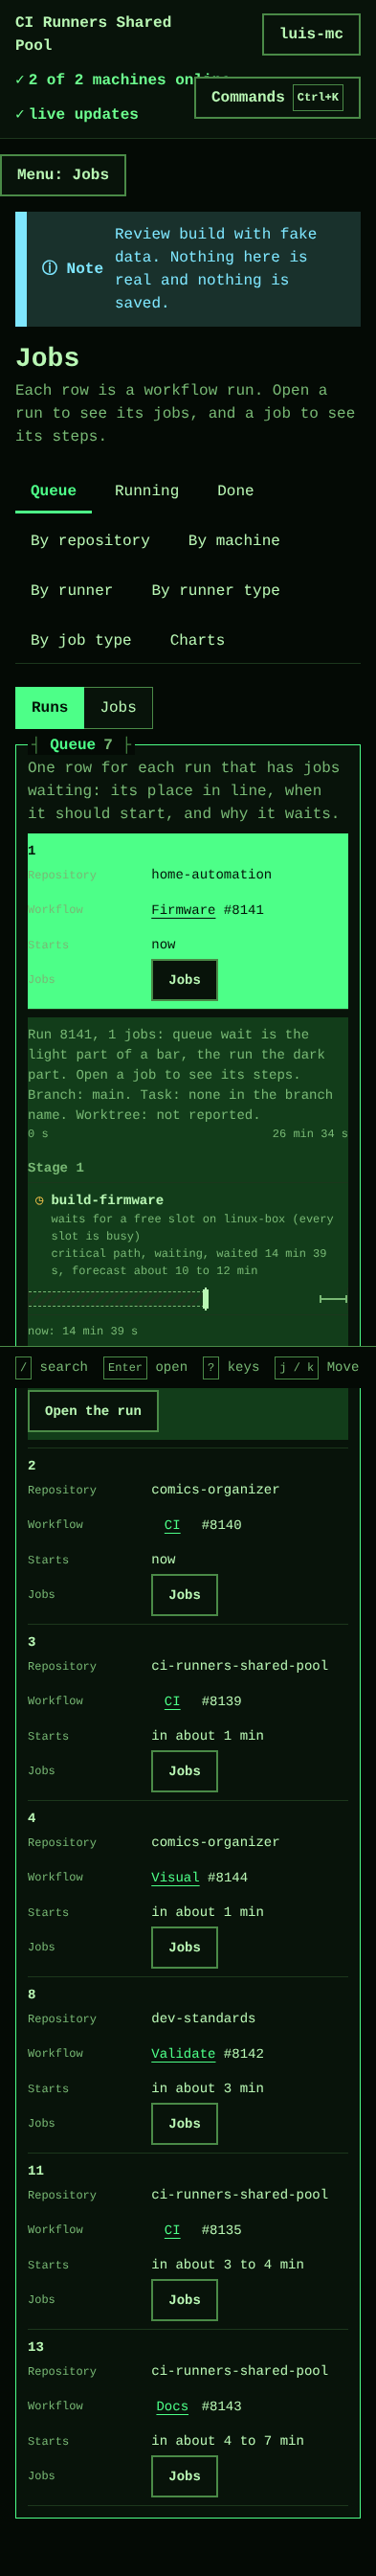 CI Runners Shared
Pool
luis-mc
✓ 2 of 2 machines
Commands Ctrl+K
✓ live updates
Menu: Jobs
ⓘ Note
Review build with fake
data. Nothing here is
real and nothing is
saved.
Jobs
Each row is a workflow run. Open a
run to see its jobs, and a job to see
its steps.
Queue Running Done
By repository By machine
By runner By runner type
By job type Charts
Runs Jobs
Queue 7
One row for each run that has jobs
waiting: its place in line, when
it should start, and why it waits.
1
Repository home-automation
Workflow Firmware #8141
Starts now
Jobs Jobs
Run 8141, 1 jobs: queue wait is the
light part of a bar, the run the dark
part. Open a job to see its steps.
Branch: main. Task: none in the branch
name. Worktree: not reported.
0 s 26 min 34 s
Stage 1
◷ build-firmware
waits for a free slot on linux-box (every
slot is busy)
critical path, waiting, waited 14 min 39
s, forecast about 10 to 12 min
now: 14 min 39 s
/ search Enter open ? keys j / k Move
Open the run
2
Repository comics-organizer
Workflow CI #8140
Starts now
Jobs Jobs
3
Repository ci-runners-shared-pool
Workflow CI #8139
Starts in about 1 min
Jobs Jobs
4
Repository comics-organizer
Workflow Visual #8144
Starts in about 1 min
Jobs Jobs
8
Repository dev-standards
Workflow Validate #8142
Starts in about 3 min
Jobs Jobs
11
Repository ci-runners-shared-pool
Workflow CI #8135
Starts in about 3 to 4 min
Jobs Jobs
13
Repository ci-runners-shared-pool
Workflow Docs #8143
Starts in about 4 to 7 min
Jobs Jobs